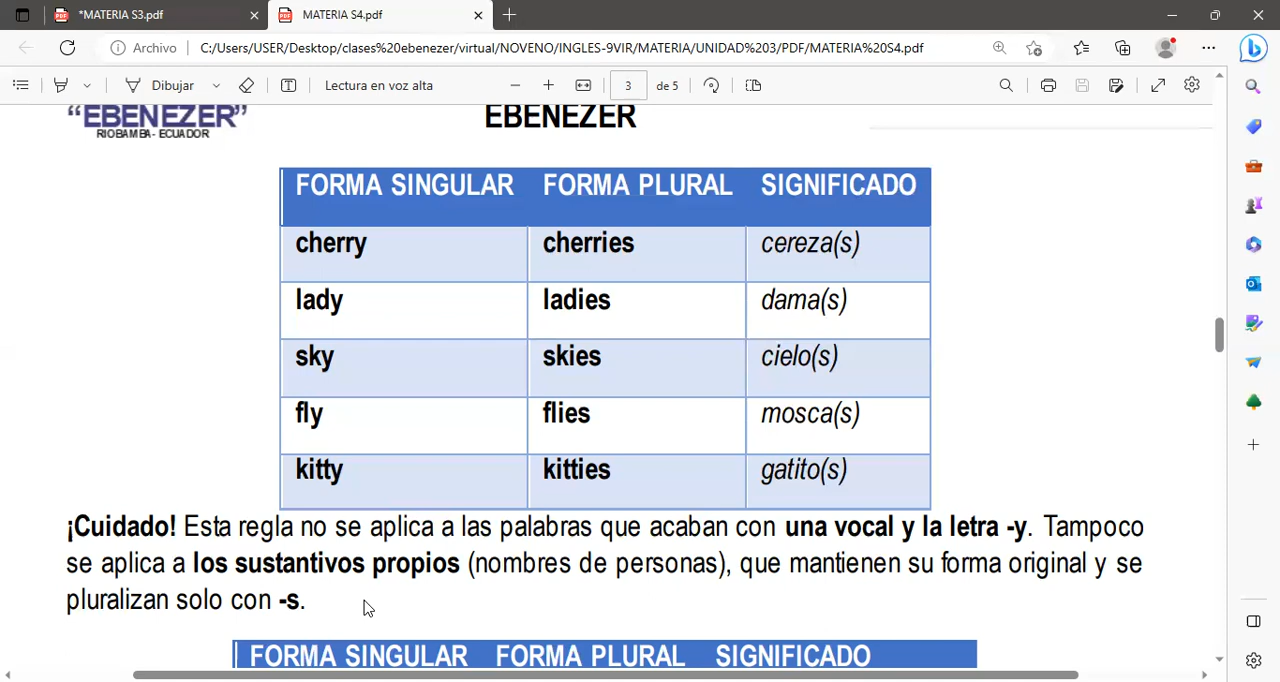 *MATERIA S3.pdf
MATERIA S4.pdf
Archivo
C:/Users/USER/Desktop/clases%20ebenezer/virtual/NOVENO/INGLES-9VIR/MATERIA/UNIDAD%203/PDF/MATERIA%20S4.pdf
Dibujar
Lectura en voz alta
3
de 5
“EBENEZER”
RIOBAMBA- ECUADOR
EBENEZER
FORMA SINGULAR FORMA PLURAL SIGNIFICADO
cherry cherries cereza(s)
lady ladies dama(s)
sky skies cielo(s)
fly flies mosca(s)
kitty kitties gatito(s)
¡Cuidado! Esta regla no se aplica a las palabras que acaban con una vocal y la letra -y. Tampoco
se aplica a los sustantivos propios (nombres de personas), que mantienen su forma original y se
pluralizan solo con -s.
FORMA SINGULAR FORMA PLURAL SIGNIFICADO